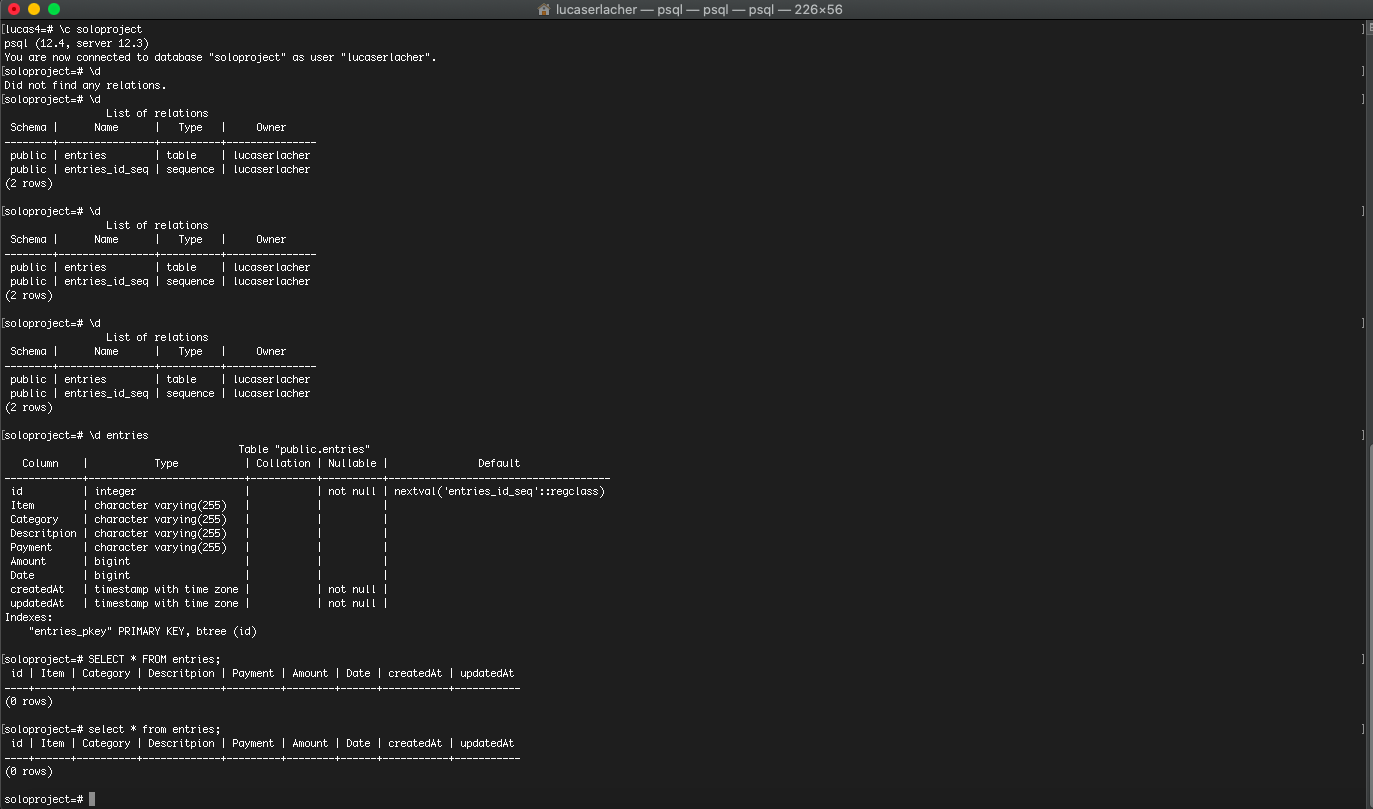 lucaserlacher — psql — psql — psql — 226×56
[lucas4=# \c soloproject ]
psql (12.4, server 12.3)
You are now connected to database "soloproject" as user "lucaserlacher".
[soloproject=# \d ]
Did not find any relations.
[soloproject=# \d ]
List of relations
Schema | Name | Type | Owner
--------+----------------+----------+---------------
public | entries | table | lucaserlacher
public | entries_id_seq | sequence | lucaserlacher
(2 rows)
[soloproject=# \d ]
List of relations
Schema | Name | Type | Owner
--------+----------------+----------+---------------
public | entries | table | lucaserlacher
public | entries_id_seq | sequence | lucaserlacher
(2 rows)
[soloproject=# \d ]
List of relations
Schema | Name | Type | Owner
--------+----------------+----------+---------------
public | entries | table | lucaserlacher
public | entries_id_seq | sequence | lucaserlacher
(2 rows)
[soloproject=# \d entries ]
Table "public.entries"
Column | Type | Collation | Nullable | Default
-------------+--------------------------+-----------+----------+-------------------------------------
id | integer | | not null | nextval('entries_id_seq'::regclass)
Item | character varying(255) | | |
Category | character varying(255) | | |
Descritpion | character varying(255) | | |
Payment | character varying(255) | | |
Amount | bigint | | |
Date | bigint | | |
createdAt | timestamp with time zone | | not null |
updatedAt | timestamp with time zone | | not null |
Indexes:
"entries_pkey" PRIMARY KEY, btree (id)
[soloproject=# SELECT * FROM entries; ]
id | Item | Category | Descritpion | Payment | Amount | Date | createdAt | updatedAt
----+------+----------+-------------+---------+--------+------+-----------+-----------
(0 rows)
[soloproject=# select * from entries; ]
id | Item | Category | Descritpion | Payment | Amount | Date | createdAt | updatedAt
----+------+----------+-------------+---------+--------+------+-----------+-----------
(0 rows)
soloproject=#